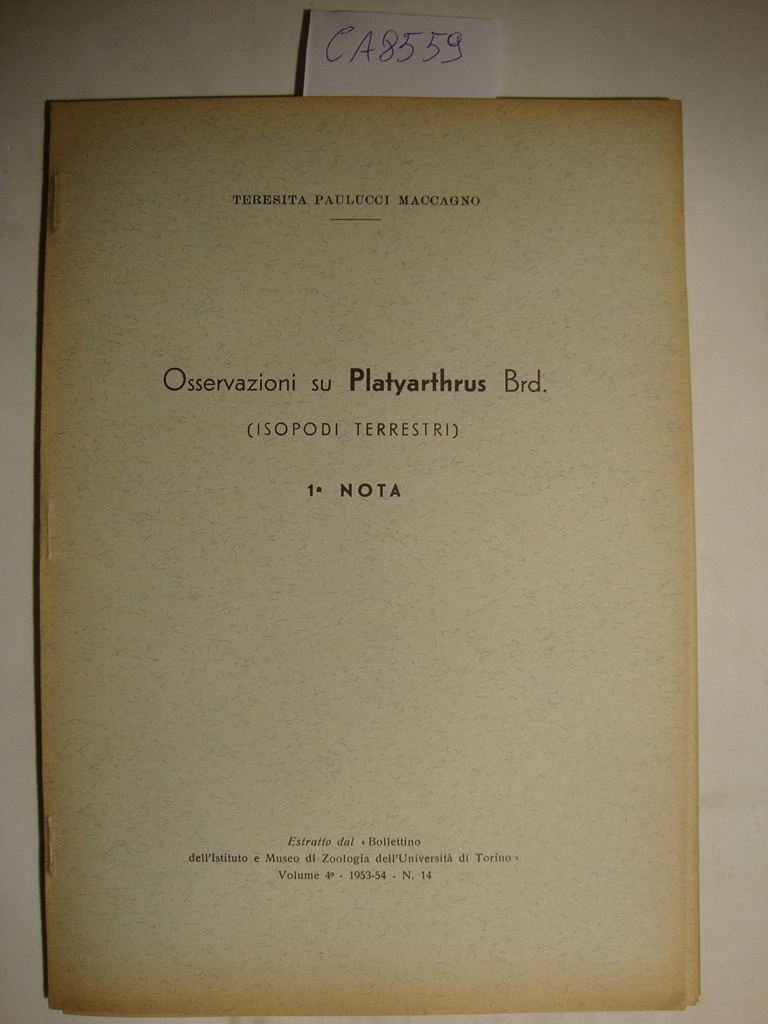 CA8559
TERESITA PAULUCCI MACCAGNO
Osservazioni su Platyarthrus Brd.
(ISOPODI TERRESTRI)
1ª NOTA
Estratto dal « Bollettino
dell'Istituto e Museo di Zoologia dell'Università di Torino »
Volume 4º - 1953-54 - N. 14